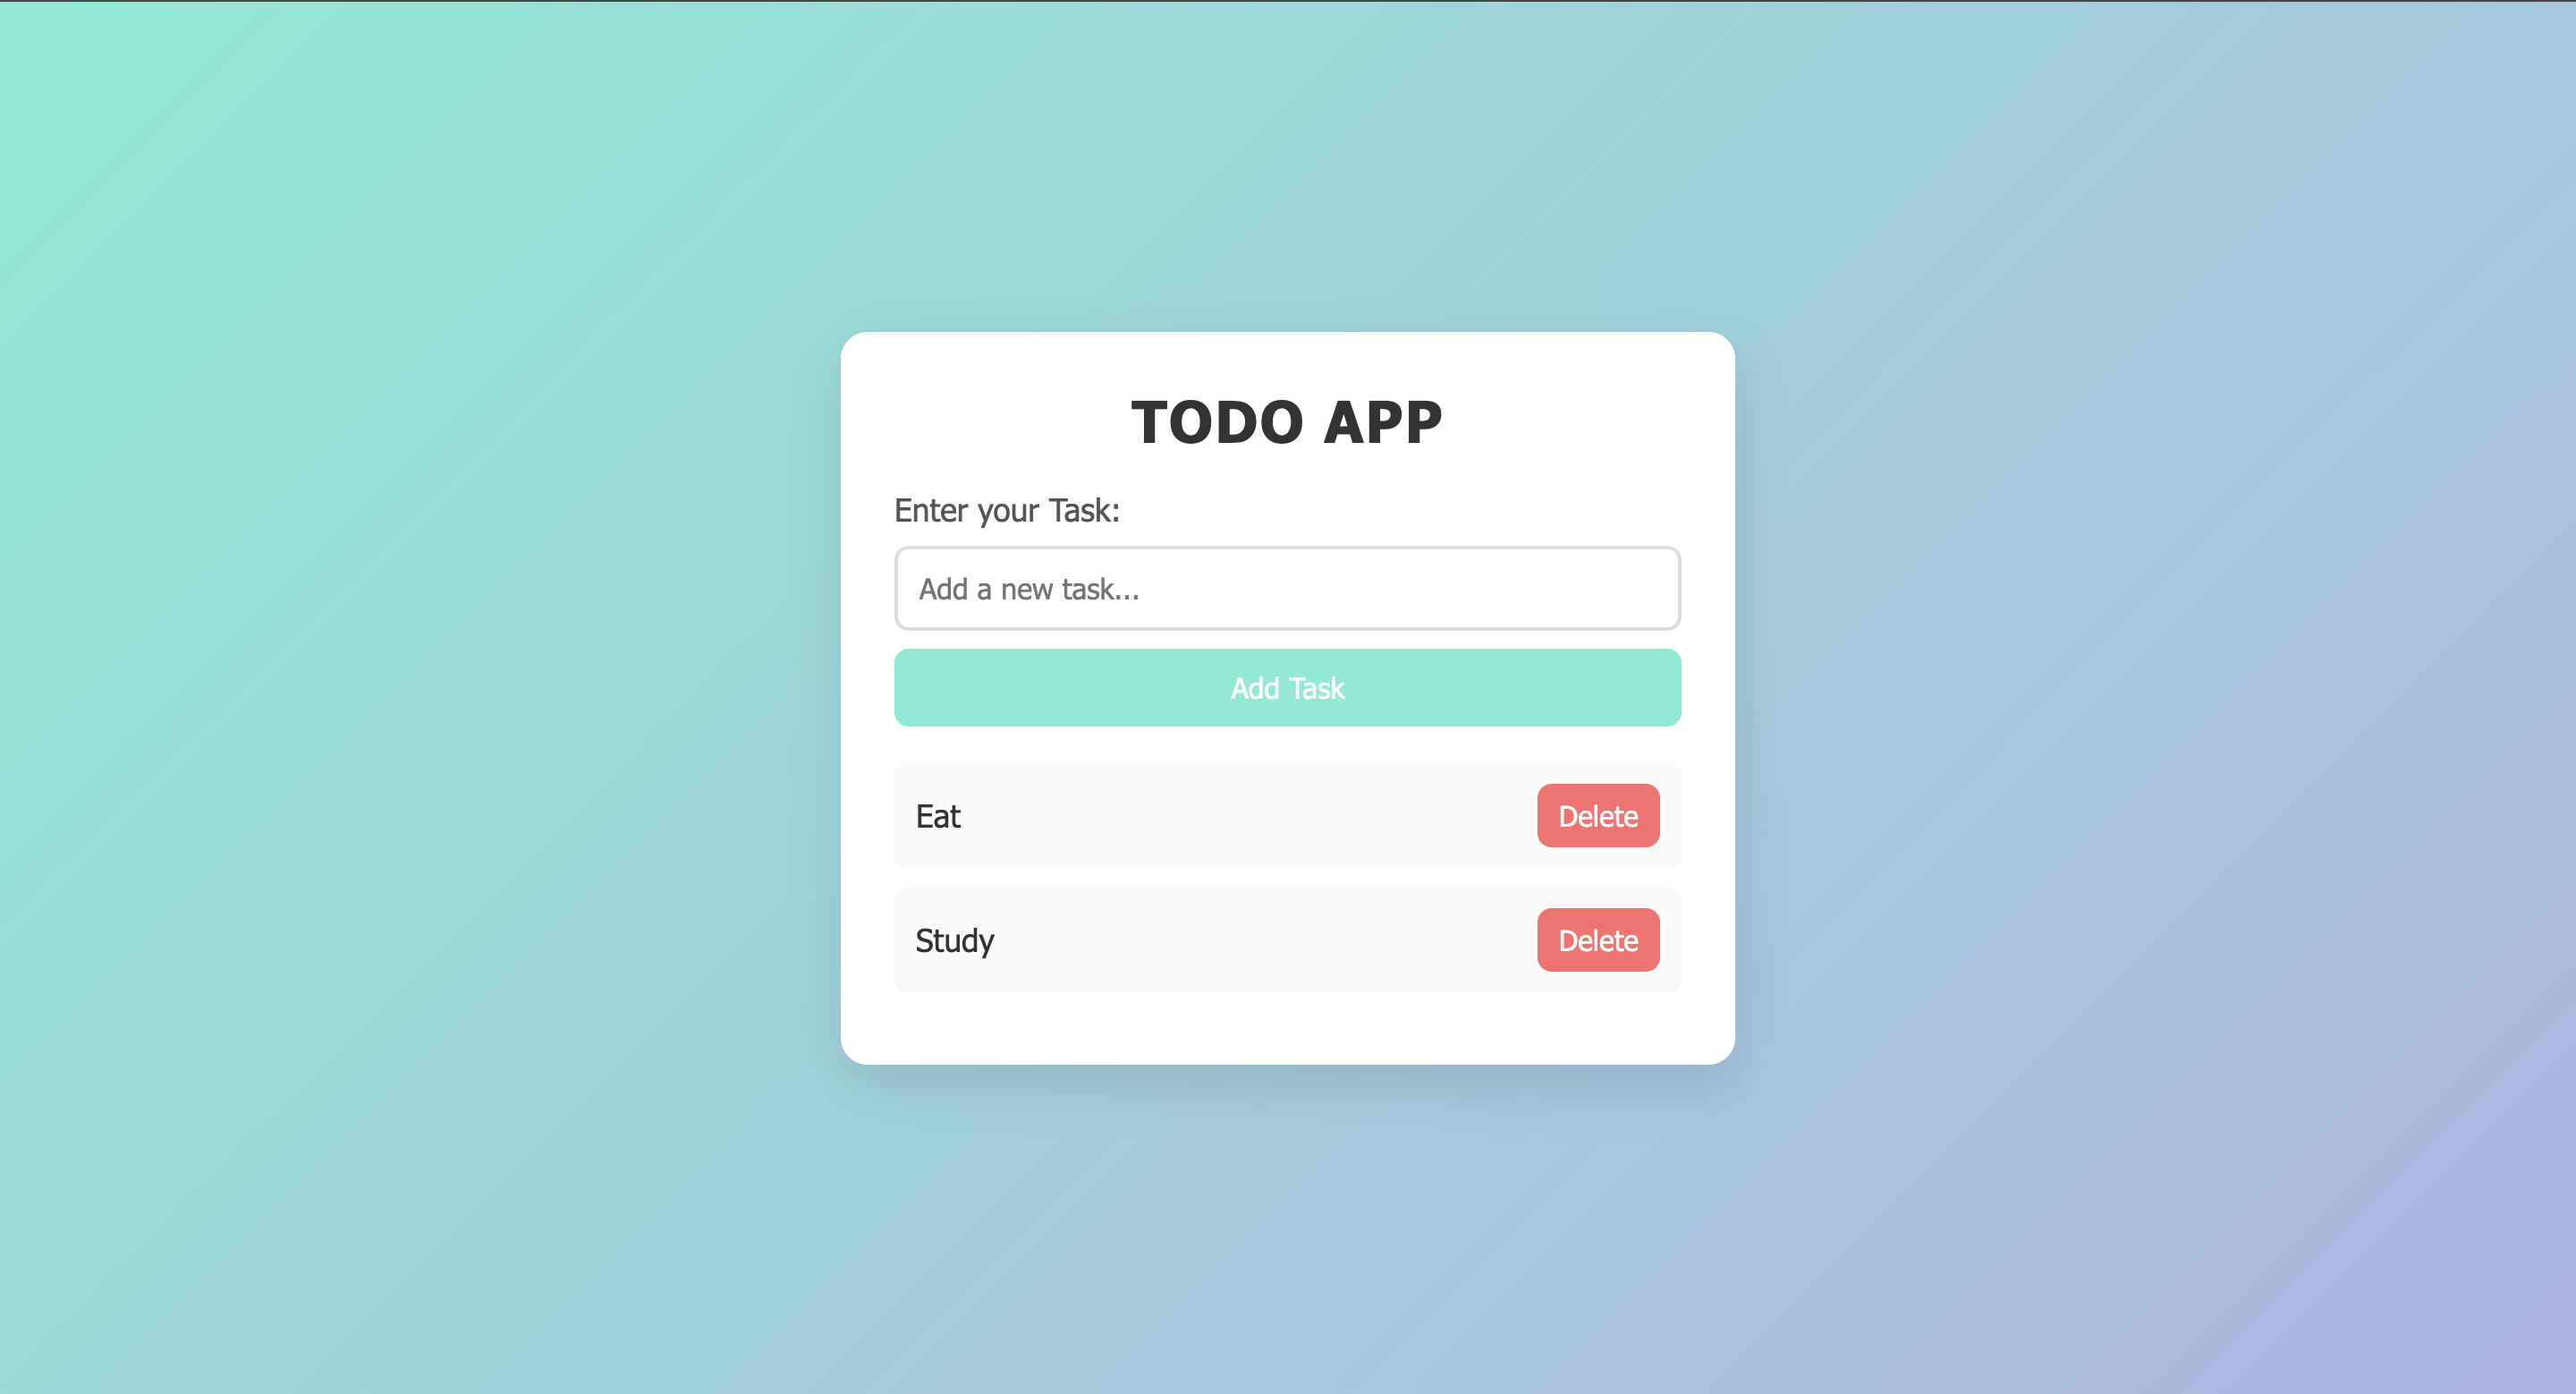 TODO APP
Enter your Task:
Add a new task...
Add Task
Eat
Delete
Study
Delete